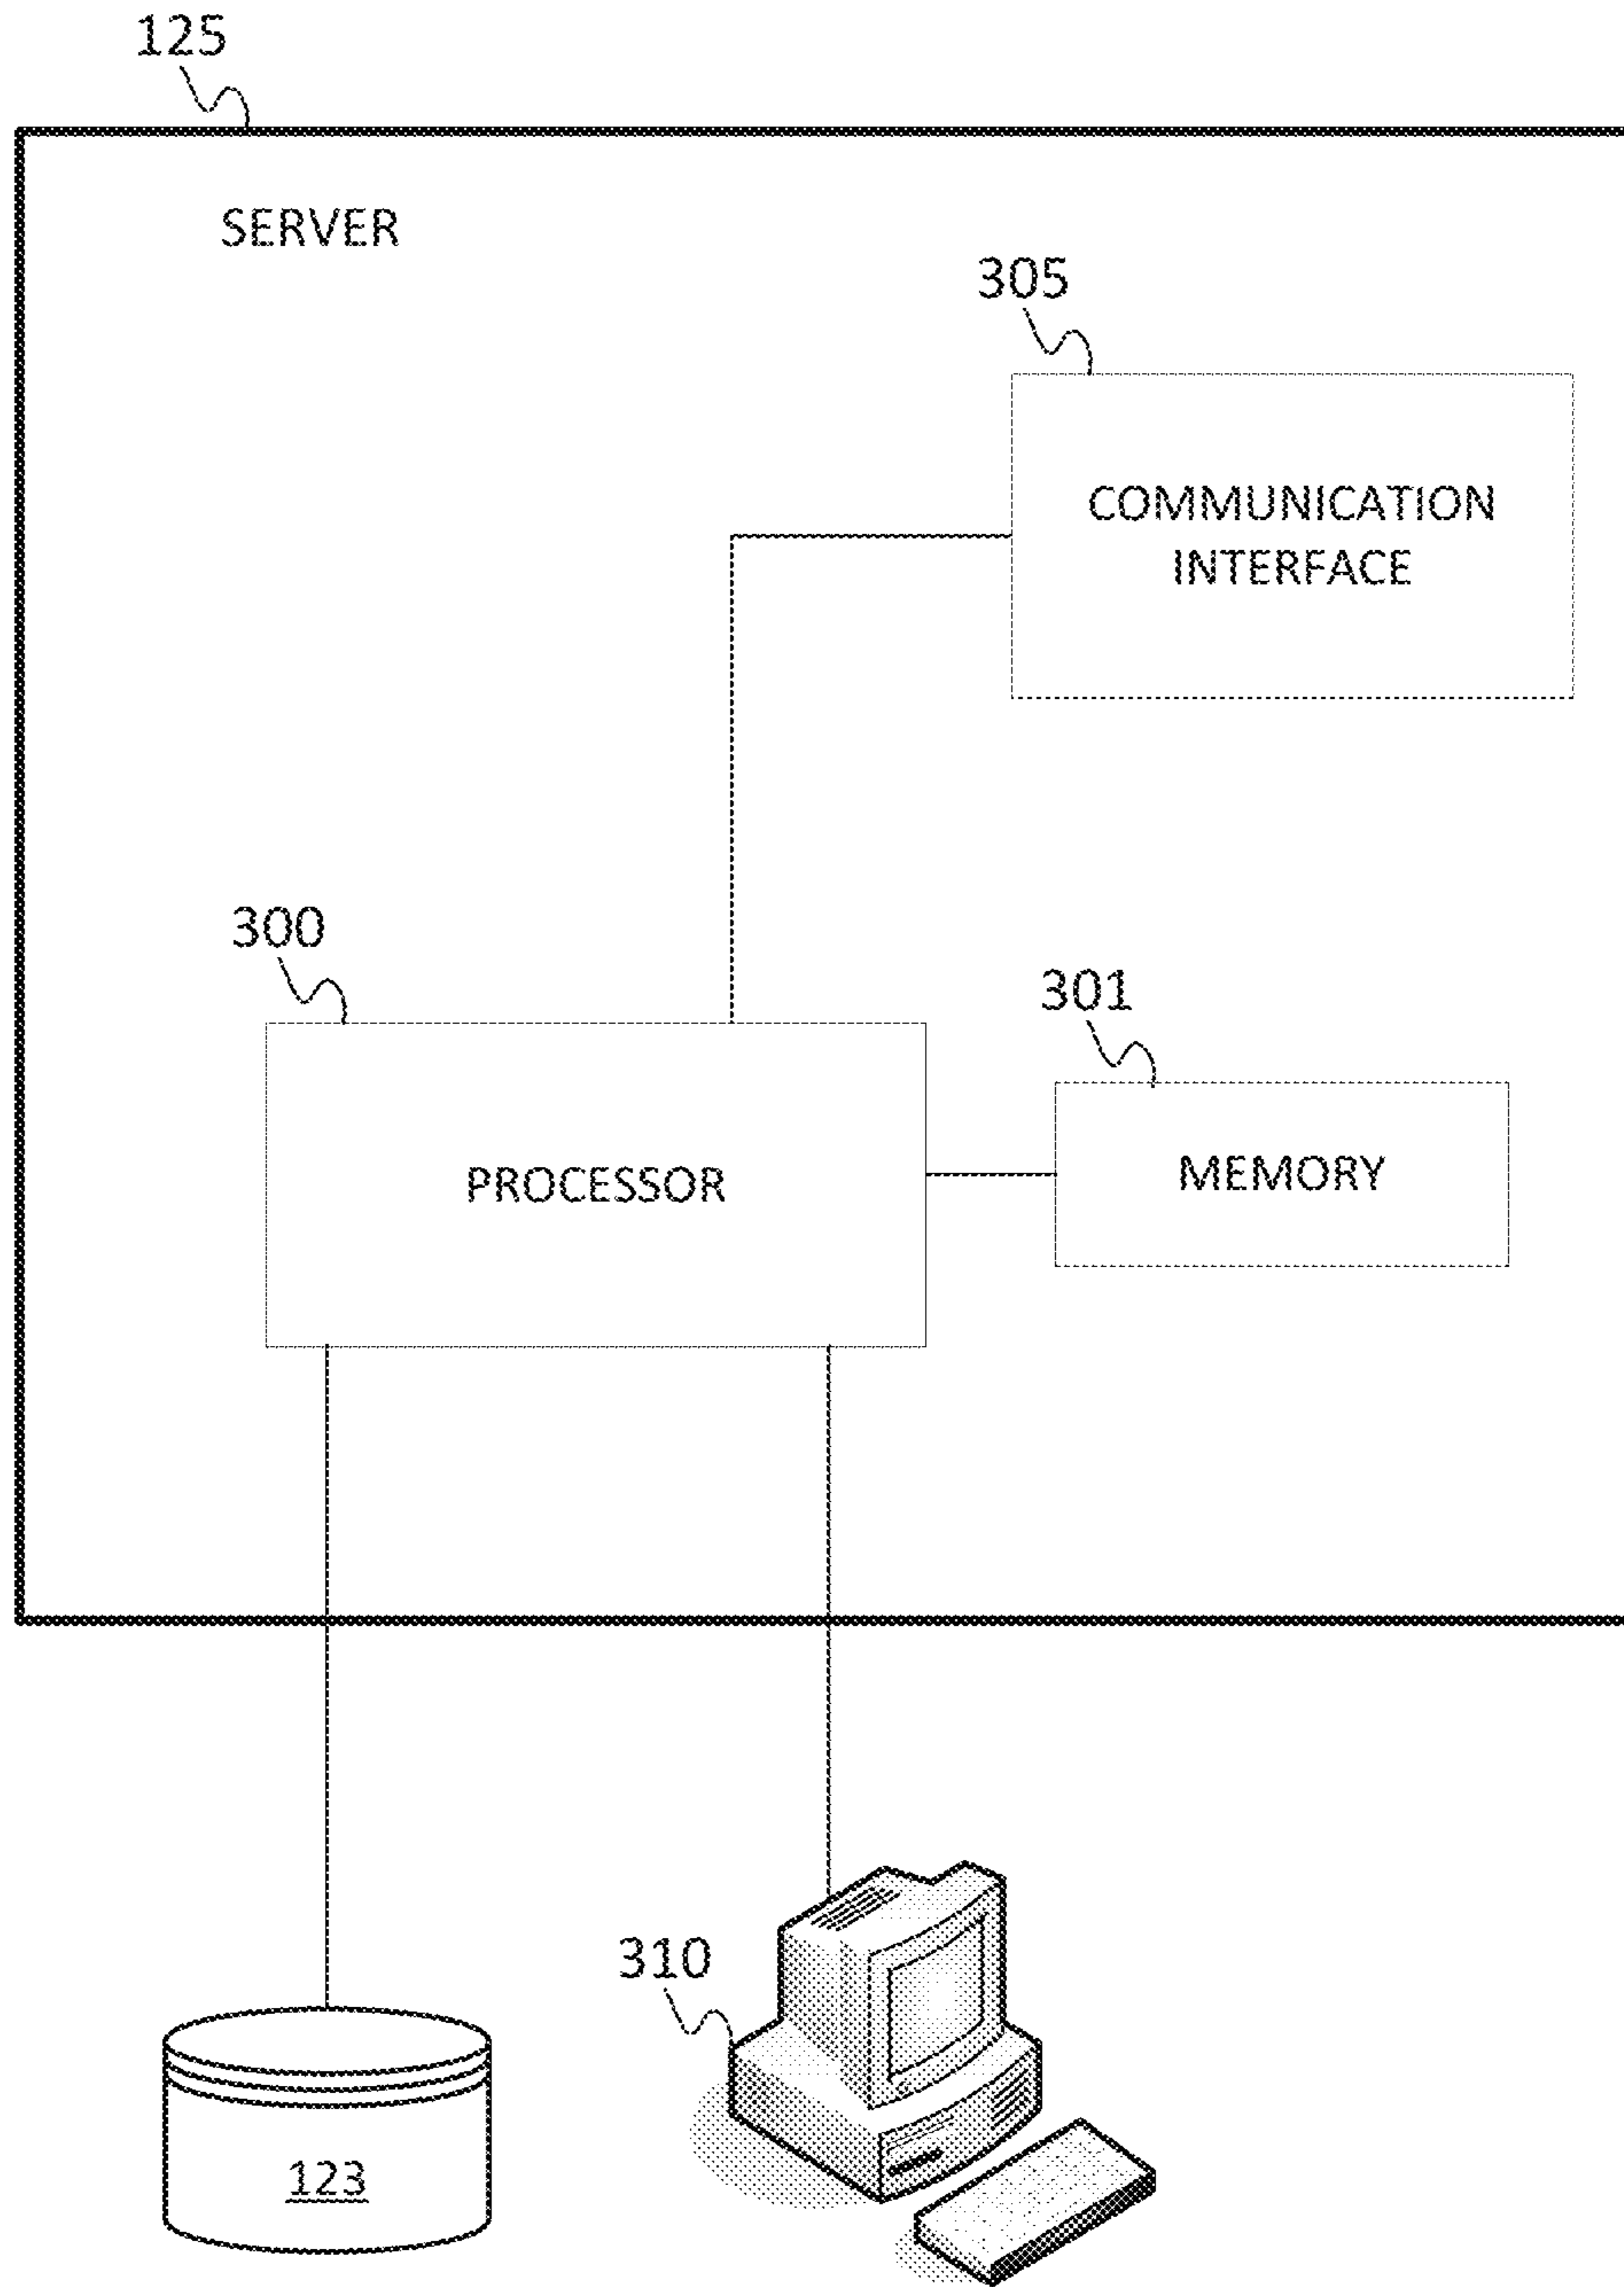 125
SERVER
305
COMMUNICATION
INTERFACE
300
301
PROCESSOR
MEMORY
310
123